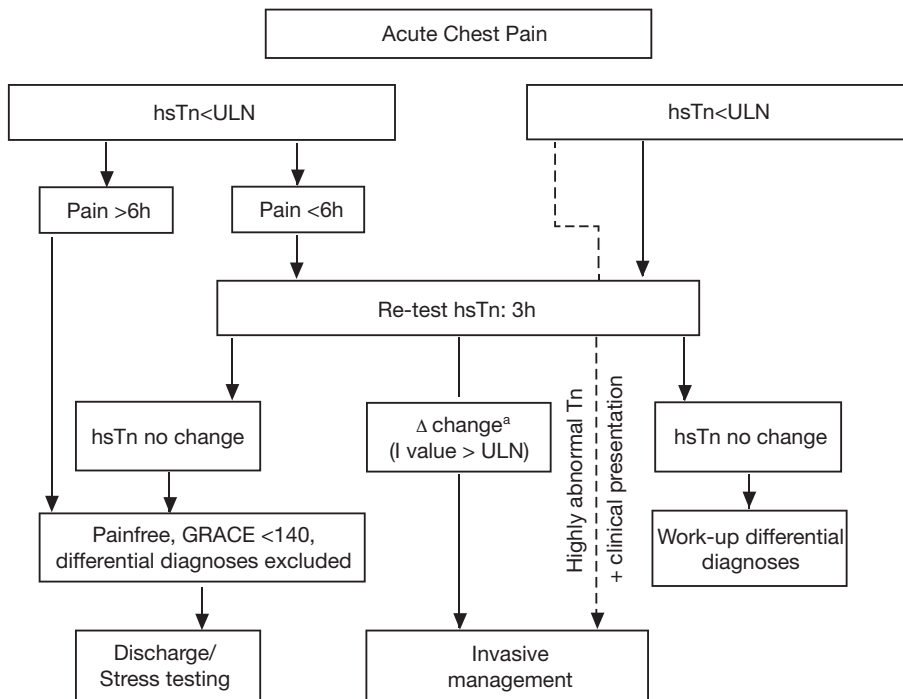 Acute Chest Pain
hsTn<ULN
hsTn<ULN
Pain >6h
Pain <6h
Re-test hsTn: 3h
hsTn no change
Δ changeᵃ
(I value > ULN)
Highly abnormal Tn
+ clinical presentation
hsTn no change
Painfree, GRACE <140,
differential diagnoses excluded
Work-up differential
diagnoses
Discharge/
Stress testing
Invasive
management